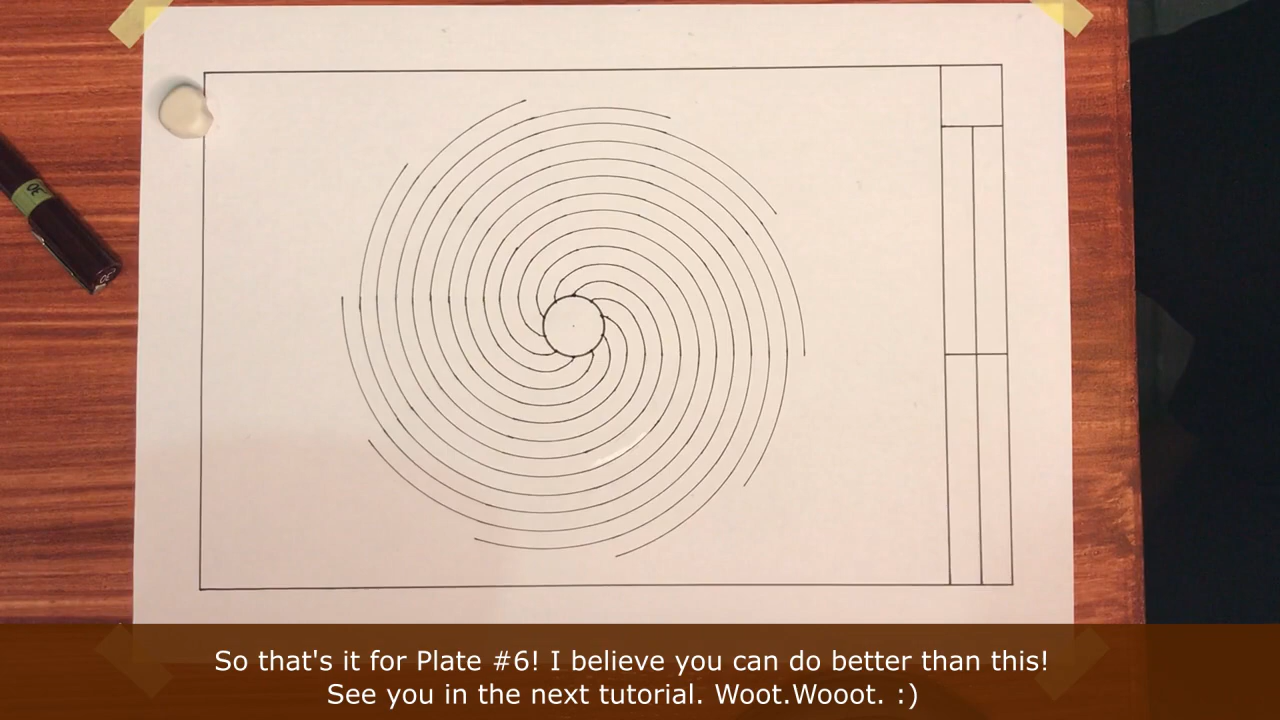 So that's it for Plate #6! I believe you can do better than this!
See you in the next tutorial. Woot.Wooot. :)